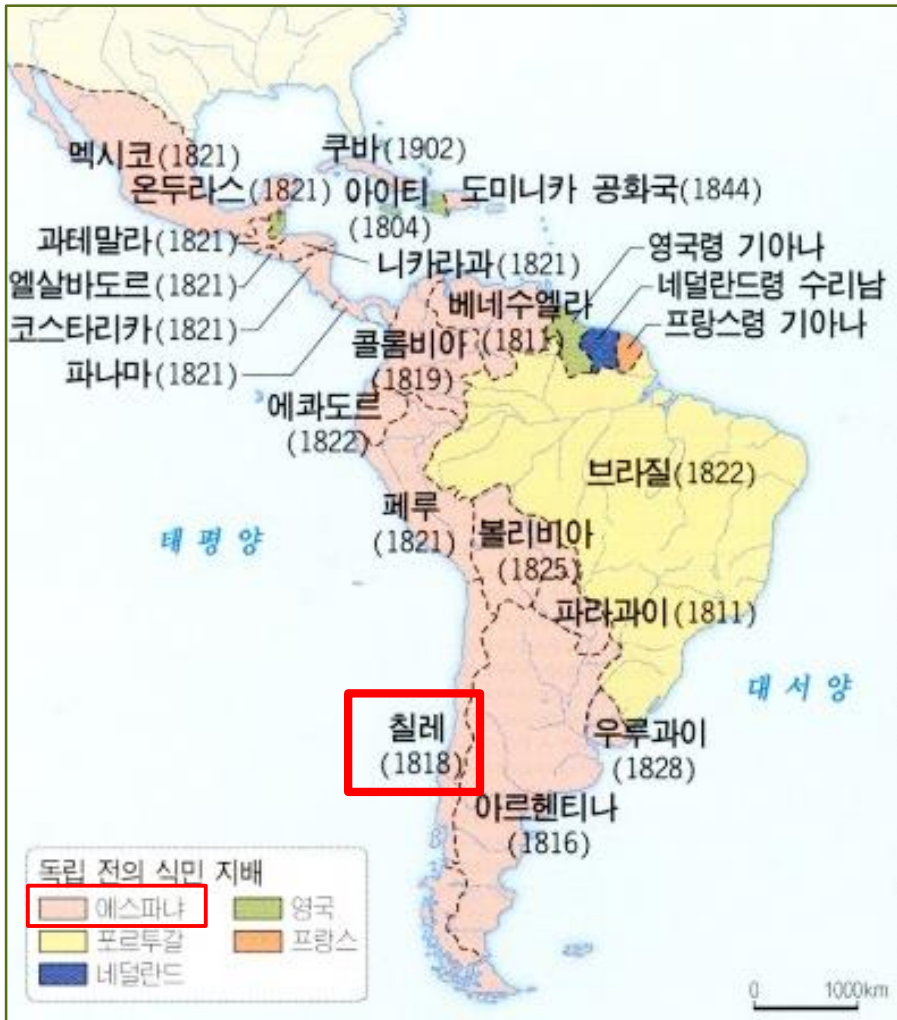 멕시코(1821)
쿠바(1902)
온두라스(1821)
아이티
(1804)
도미니카 공화국(1844)
과테말라(1821)
니카라과(1821)
영국령 기아나
엘살바도르(1821)
베네수엘라
(1811)
네덜란드령 수리남
코스타리카(1821)
콜롬비아
(1819)
프랑스령 기아나
파나마(1821)
에콰도르
(1822)
브라질(1822)
페루
(1821)
볼리비아
(1825)
태평양
파라과이(1811)
대서양
칠레
(1818)
우루과이
(1828)
아르헨티나
(1816)
독립 전의 식민 지배
에스파냐
영국
포르투갈
프랑스
네덜란드
0 1000km